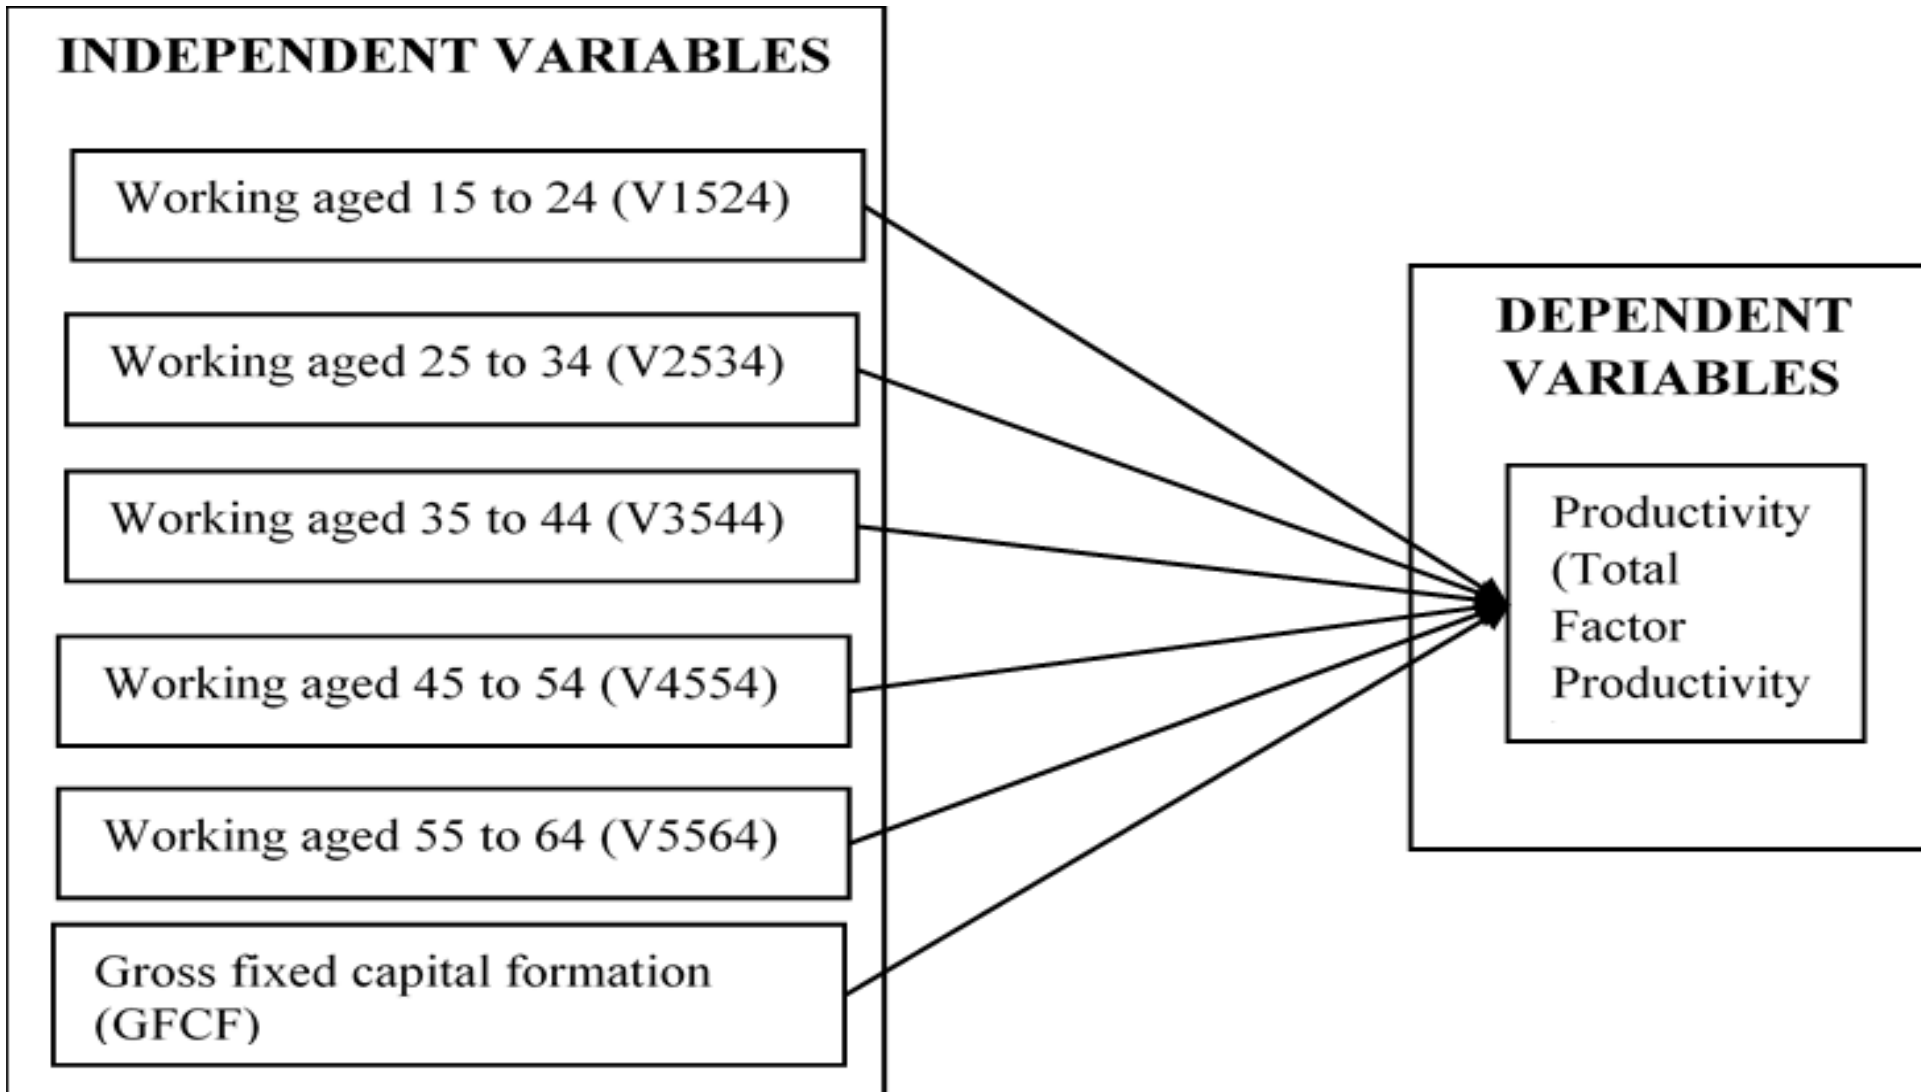 INDEPENDENT VARIABLES
Working aged 15 to 24 (V1524)
Working aged 25 to 34 (V2534)
Working aged 35 to 44 (V3544)
Working aged 45 to 54 (V4554)
Working aged 55 to 64 (V5564)
Gross fixed capital formation
(GFCF)
DEPENDENT
VARIABLES
Productivity
(Total
Factor
Productivity